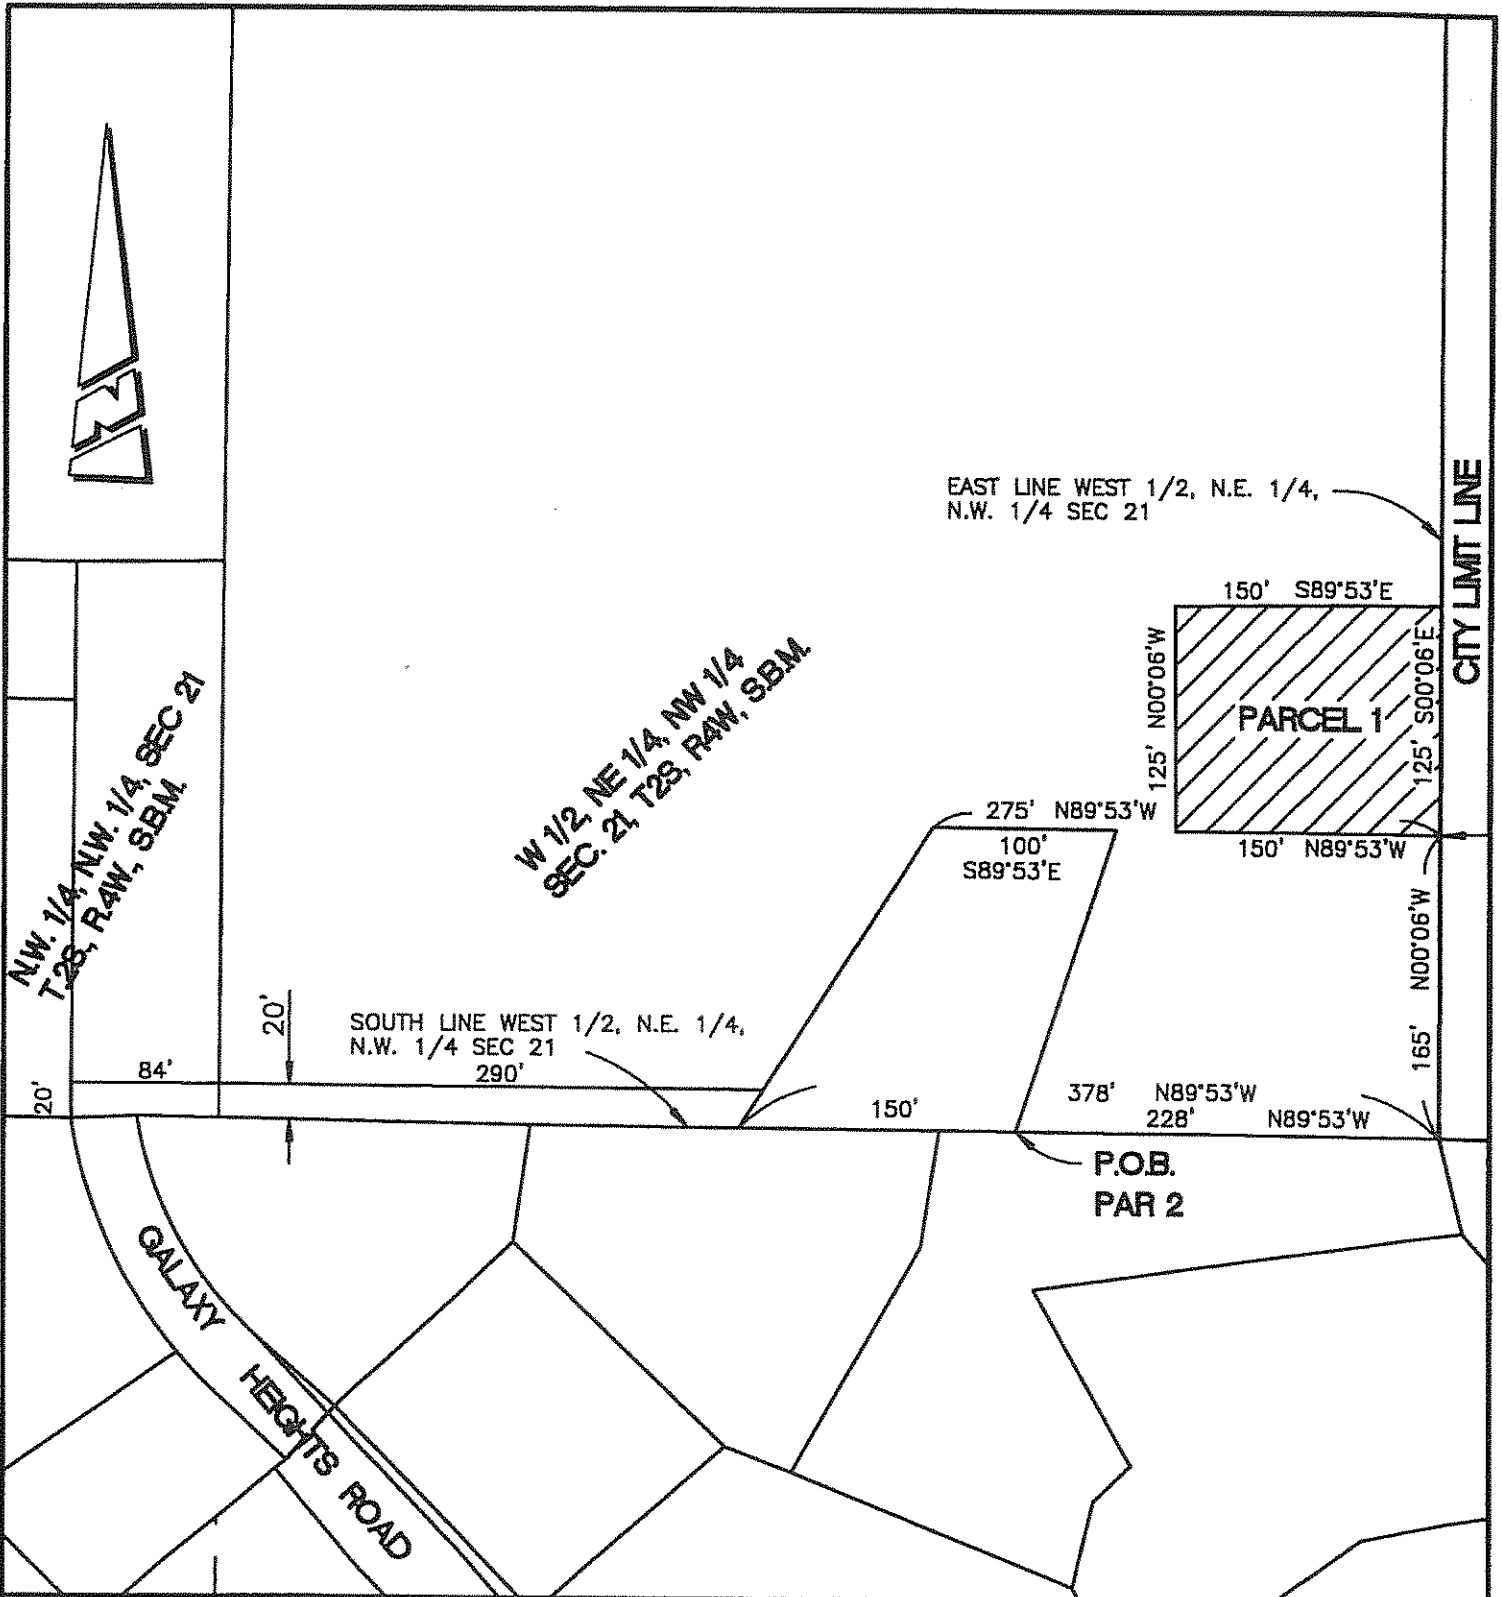 N
EAST LINE WEST 1/2, N.E. 1/4,
N.W. 1/4 SEC 21
CITY LIMIT LINE
150' S89°53'E
125' N00°06'W
PARCEL 1
125' S00°06'E
150' N89°53'W
N.W. 1/4, N.W. 1/4, SEC 21
T.2S., R.4W., S.B.M.
W 1/2, NE 1/4, NW 1/4
SEC. 21, T2S, R4W, S.B.M.
275' N89°53'W
100'
S89°53'E
165' N00°06'W
20'
SOUTH LINE WEST 1/2, N.E. 1/4,
N.W. 1/4 SEC 21
20'
84'
290'
150'
378' N89°53'W
228' N89°53'W
P.O.B.
PAR 2
GALAXY HEIGHTS ROAD